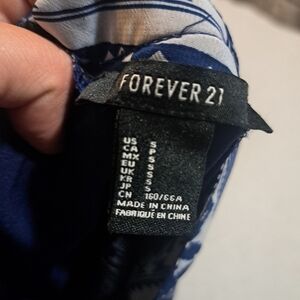 FOREVER 21
US S
CA P
MX S
EU S
UK S
KR S
JP S
CN 160/66A
MADE IN CHINA
FABRIQUÉ EN CHINE